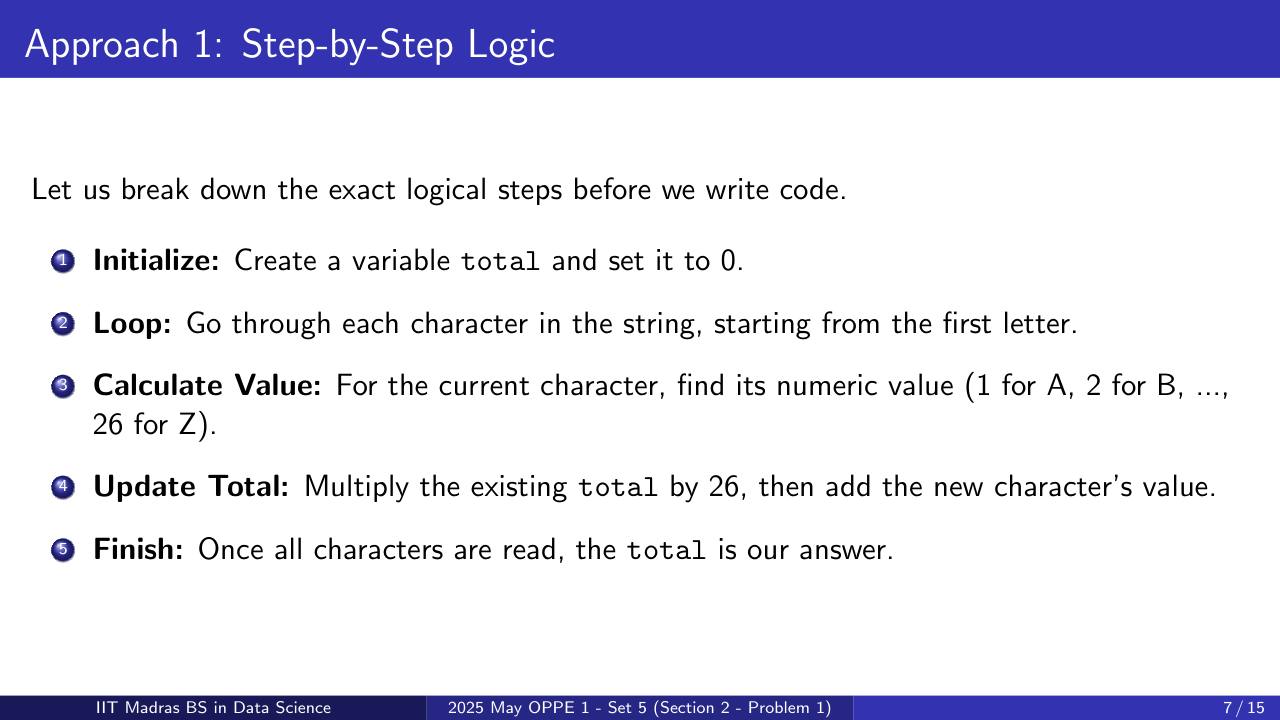 Approach 1: Step-by-Step Logic
Let us break down the exact logical steps before we write code.
1 Initialize: Create a variable total and set it to 0.
2 Loop: Go through each character in the string, starting from the first letter.
3 Calculate Value: For the current character, find its numeric value (1 for A, 2 for B, ...,
26 for Z).
4 Update Total: Multiply the existing total by 26, then add the new character's value.
5 Finish: Once all characters are read, the total is our answer.
IIT Madras BS in Data Science
2025 May OPPE 1 - Set 5 (Section 2 - Problem 1)
7 / 15